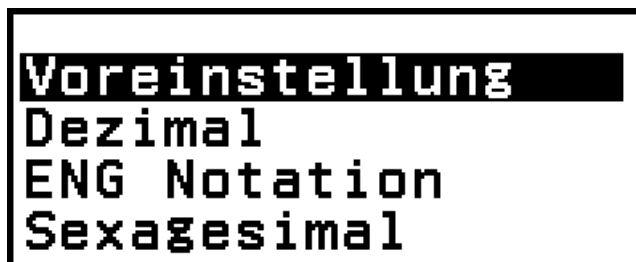 Voreinstellung
Dezimal
ENG Notation
Sexagesimal